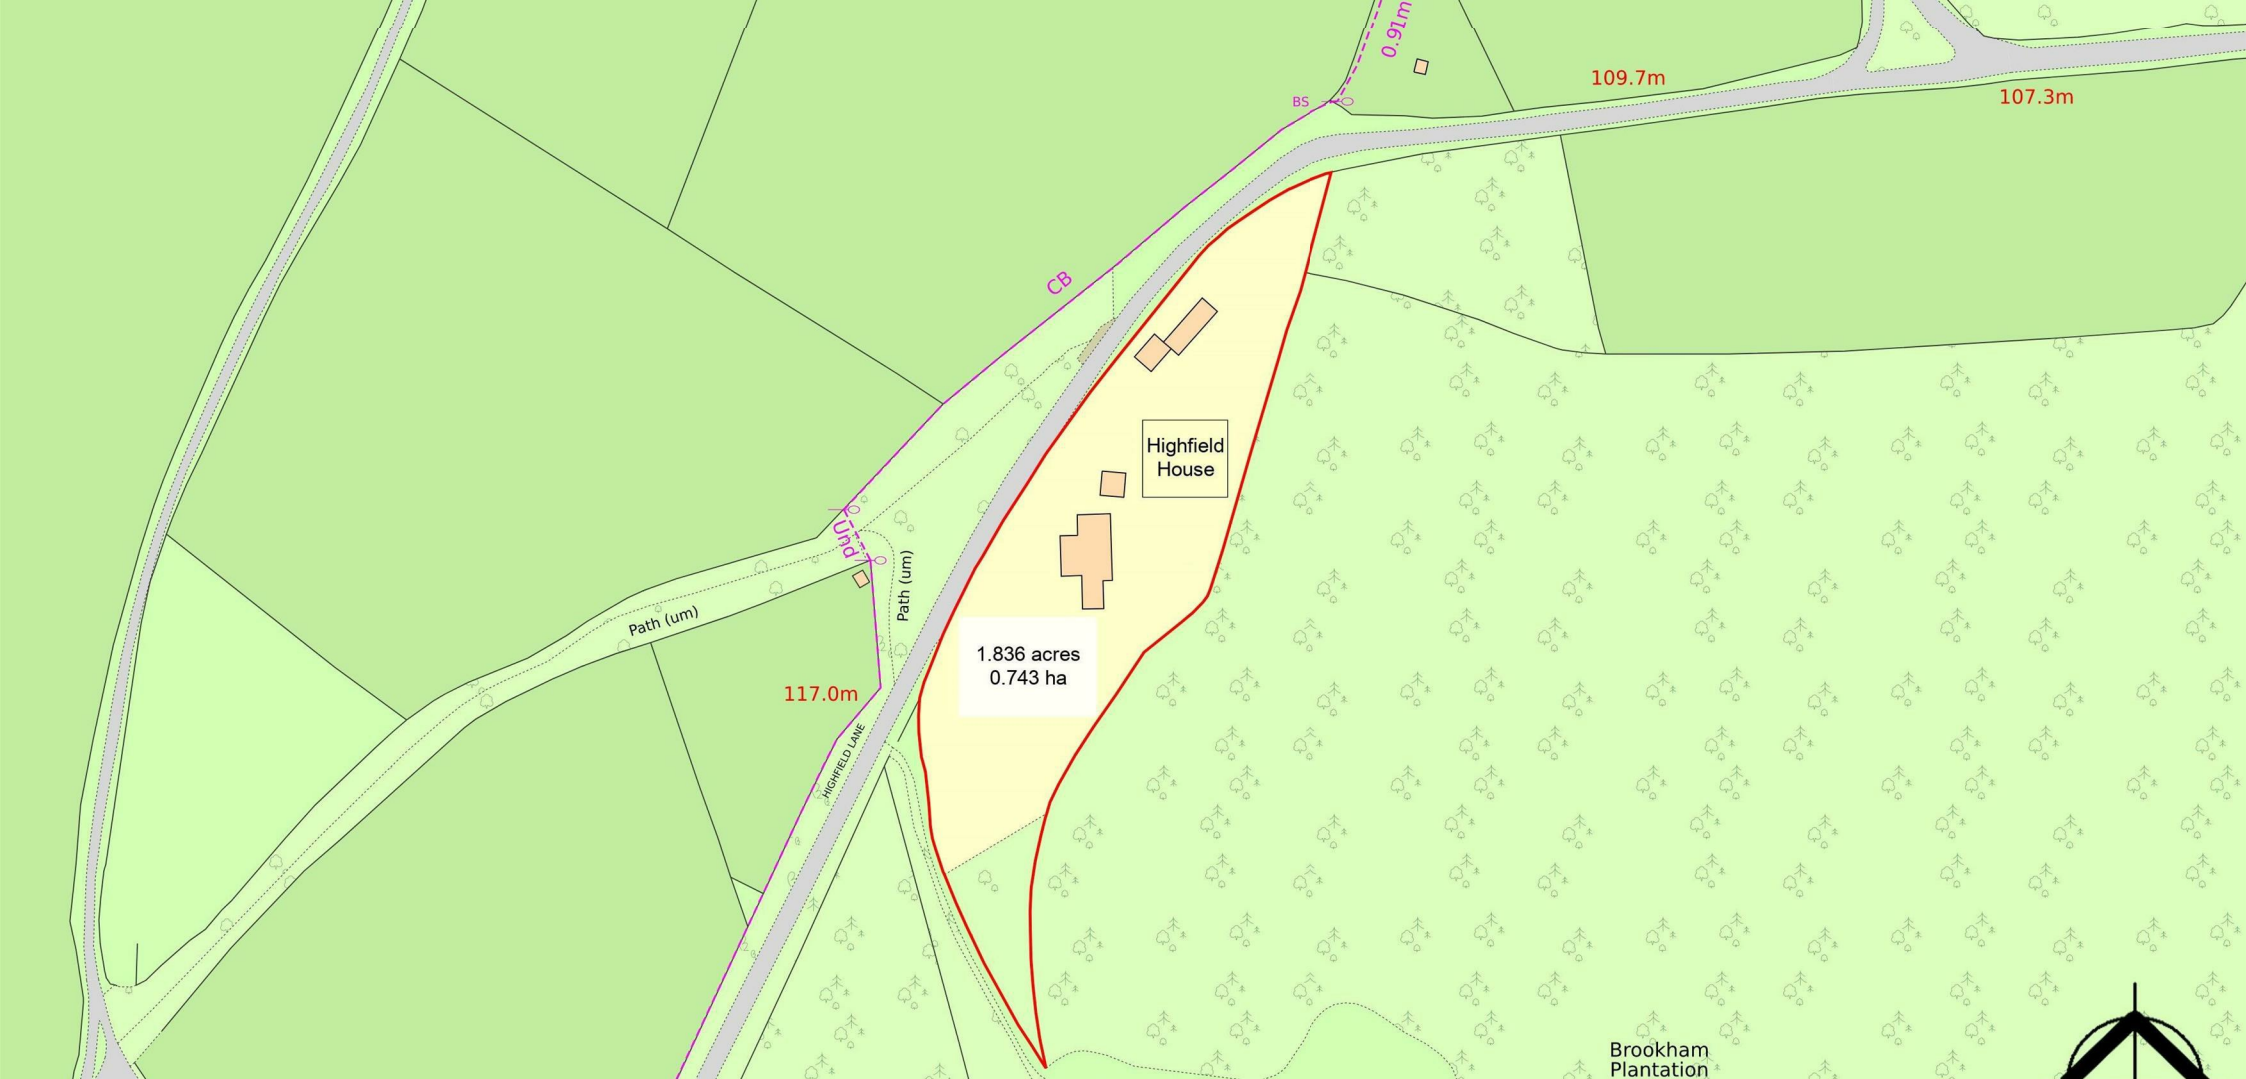 0.91m
BS
109.7m
107.3m
CB
Highfield
House
Und
Path (um)
Path (um)
1.836 acres
0.743 ha
117.0m
HIGHFIELD LANE
Brookham
Plantation